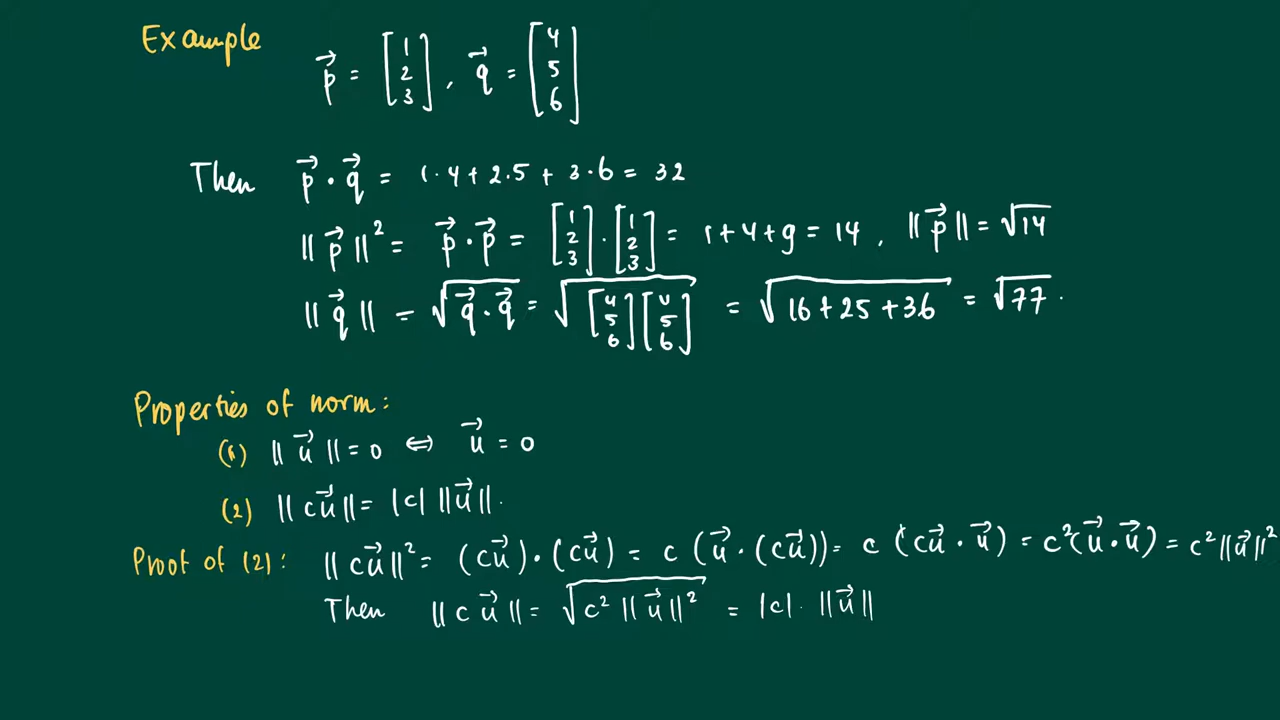 Example
p⃗ = [1 2 3], q⃗ = [4 5 6]
Then p⃗ · q⃗ = 1·4 + 2·5 + 3·6 = 32
‖p⃗‖² = p⃗ · p⃗ = [1 2 3] · [1 2 3] = 1+4+9 = 14, ‖p⃗‖ = √14
‖q⃗‖ = √(q⃗ · q⃗) = √([4 5 6] [4 5 6]) = √(16+25+36) = √77.
Properties of norm:
(1) ‖u⃗‖ = 0 ⇔ u⃗ = 0
(2) ‖cu⃗‖ = |c| ‖u⃗‖.
Proof of (2): ‖cu⃗‖² = (cu⃗) · (cu⃗) = c (u⃗ · (cu⃗)) = c (cu⃗ · u⃗) = c²(u⃗ · u⃗) = c²‖u⃗‖²
Then ‖cu⃗‖ = √(c² ‖u⃗‖²) = |c| · ‖u⃗‖